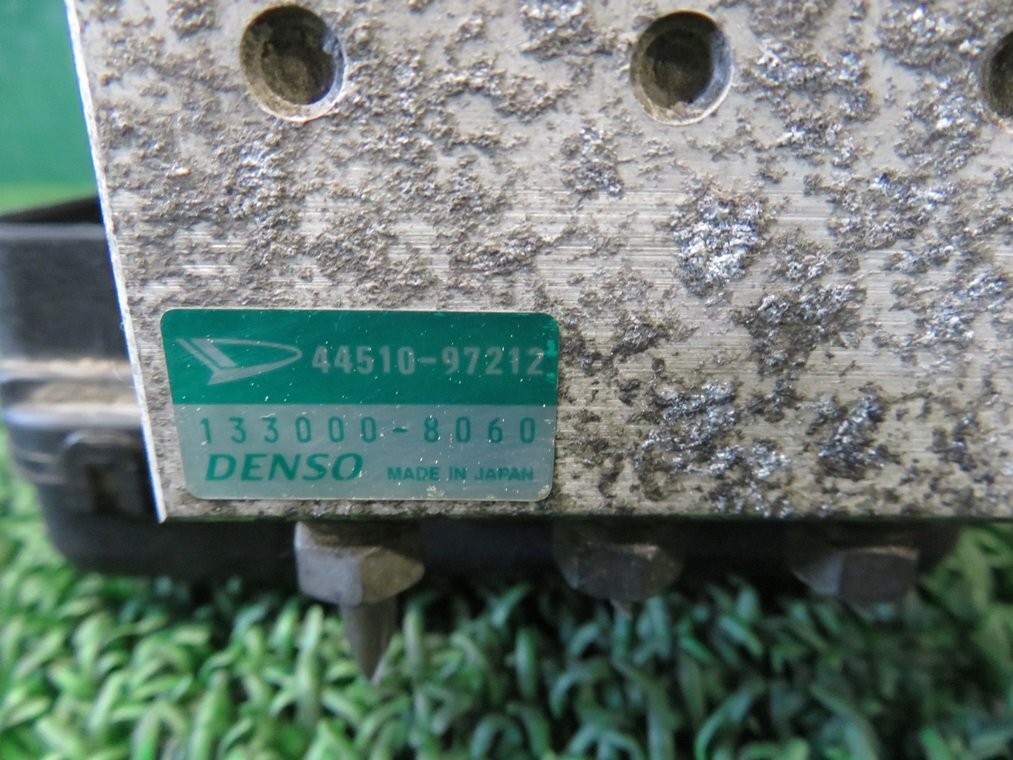 44510-97212
133000-8060
DENSO MADE IN JAPAN